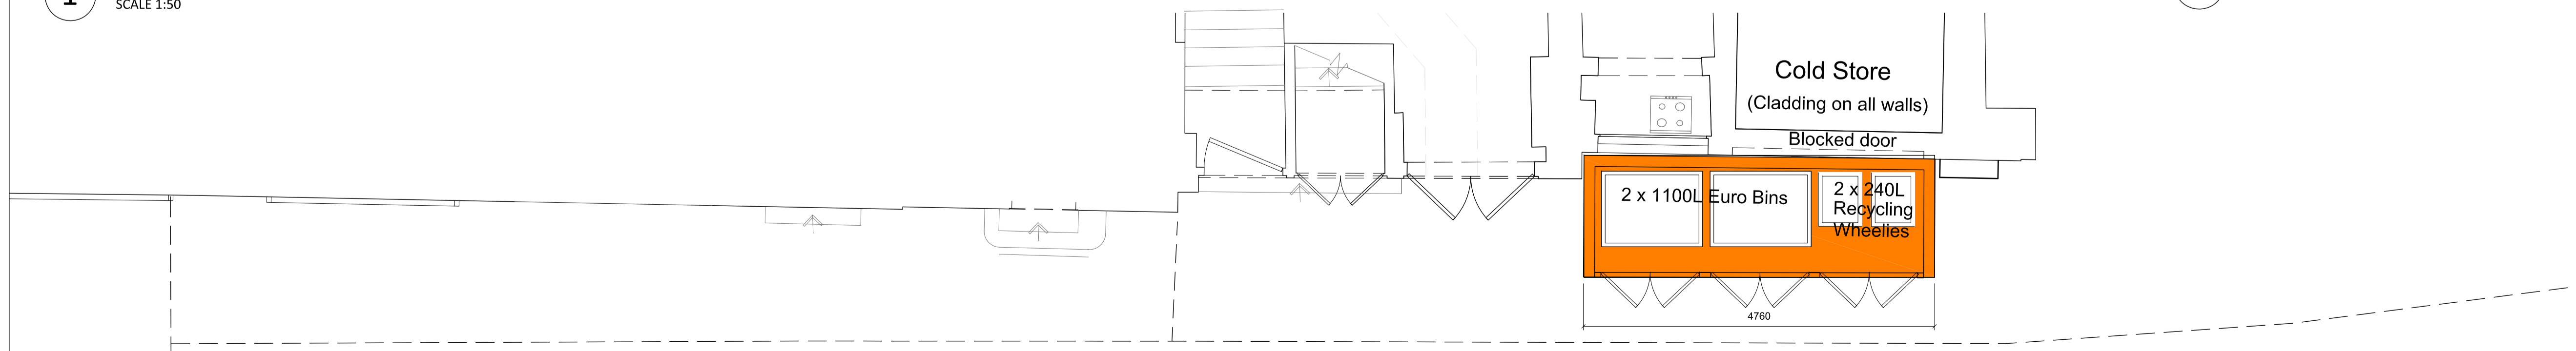 1
SCALE 1:50
Cold Store
(Cladding on all walls)
Blocked door
2 x 1100L Euro Bins
2 x 240L
Recycling
Wheelies
4760